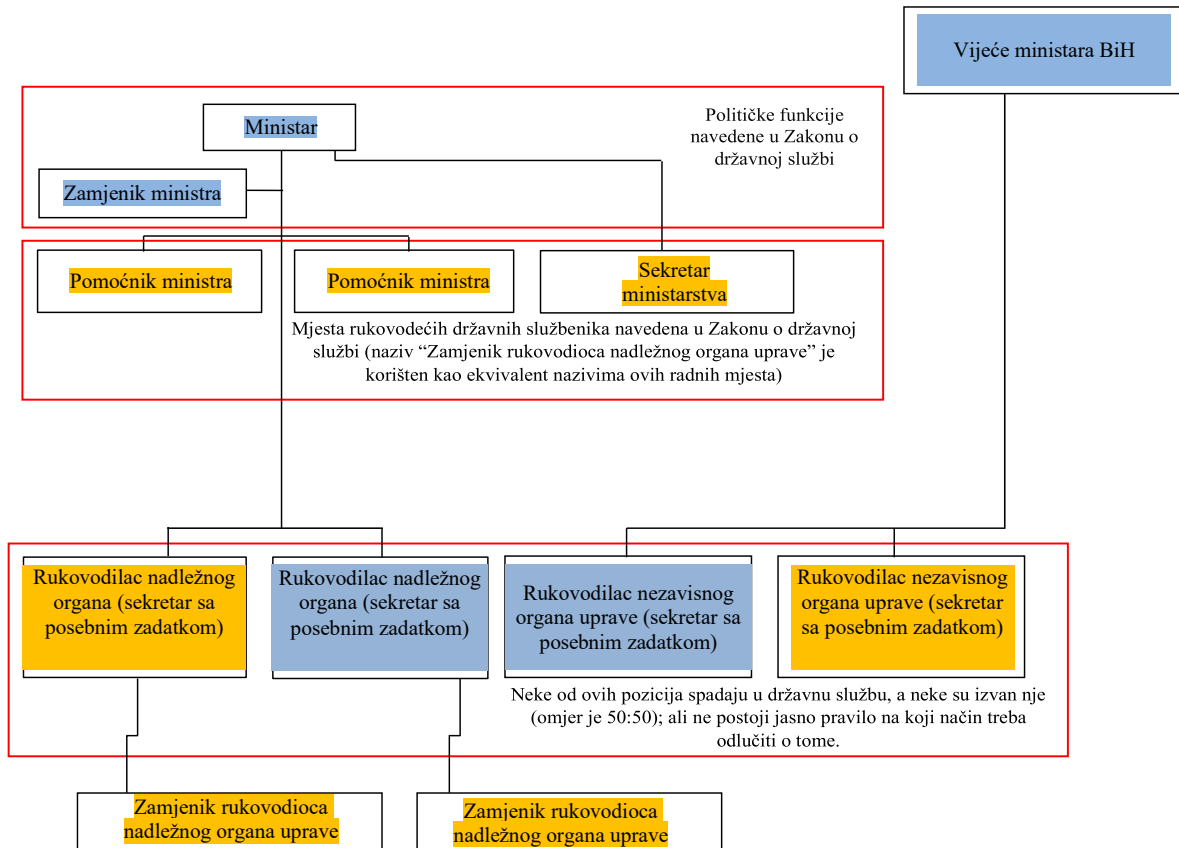 Vijeće ministara BiH
Političke funkcije
navedene u Zakonu o
državnoj službi
Ministar
Zamjenik ministra
Pomoćnik ministra
Pomoćnik ministra
Sekretar
ministarstva
Mjesta rukovodećih državnih službenika navedena u Zakonu o državnoj
službi (naziv “Zamjenik rukovodioca nadležnog organa uprave” je
korišten kao ekvivalent nazivima ovih radnih mjesta)
Rukovodilac nadležnog
organa (sekretar sa
posebnim zadatkom)
Rukovodilac nadležnog
organa (sekretar sa
posebnim zadatkom)
Rukovodilac nezavisnog
organa uprave (sekretar sa
posebnim zadatkom)
Rukovodilac nezavisnog
organa uprave (sekretar
sa posebnim zadatkom)
Neke od ovih pozicija spadaju u državnu službu, a neke su izvan nje
(omjer je 50:50); ali ne postoji jasno pravilo na koji način treba
odlučiti o tome.
Zamjenik rukovodioca
nadležnog organa uprave
Zamjenik rukovodioca
nadležnog organa uprave